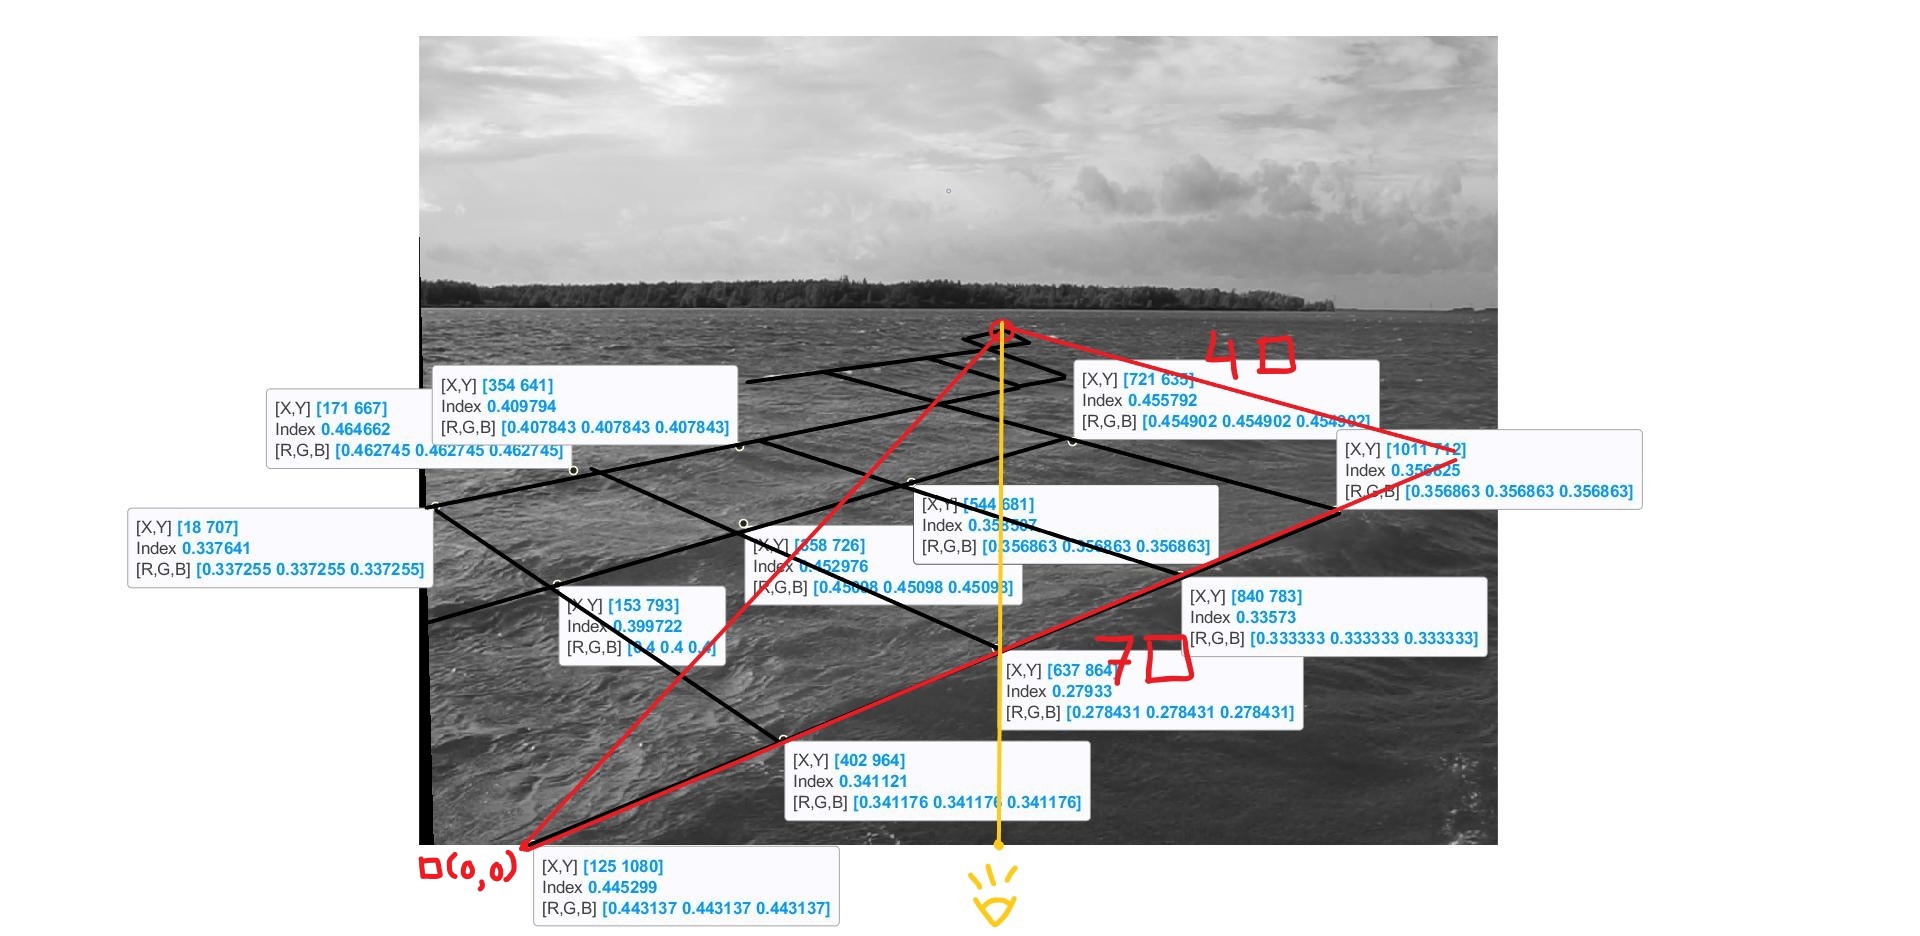 [X,Y] [354 641]
Index 0.409794
[R,G,B] [0.407843 0.407843 0.407843]
[X,Y] [171 667]
Index 0.464662
[R,G,B] [0.462745 0.462745 0.462745]
4
[X,Y] [721 635]
Index 0.455792
[R,G,B] [0.454902 0.454902 0.454902]
[X,Y] [1011 712]
Index 0.356625
[R,G,B] [0.356863 0.356863 0.356863]
[X,Y] [18 707]
Index 0.337641
[R,G,B] [0.337255 0.337255 0.337255]
[X,Y] [544 681]
Index
[R,G,B] [0.356863 0.356863 0.356863]
[X,Y] [358 726]
Index 0.452976
[R,G,B] [0.45098 0.45098 0.45098]
[X,Y] [153 793]
Index 0.399722
[R,G,B] [0.4 0.4 0.4]
[X,Y] [840 783]
Index 0.33573
[R,G,B] [0.333333 0.333333 0.333333]
7
[X,Y] [637 864]
Index 0.27933
[R,G,B] [0.278431 0.278431 0.278431]
[X,Y] [402 964]
Index 0.341121
[R,G,B] [0.341176 0.341176 0.341176]
(0,0)
[X,Y] [125 1080]
Index 0.445299
[R,G,B] [0.443137 0.443137 0.443137]